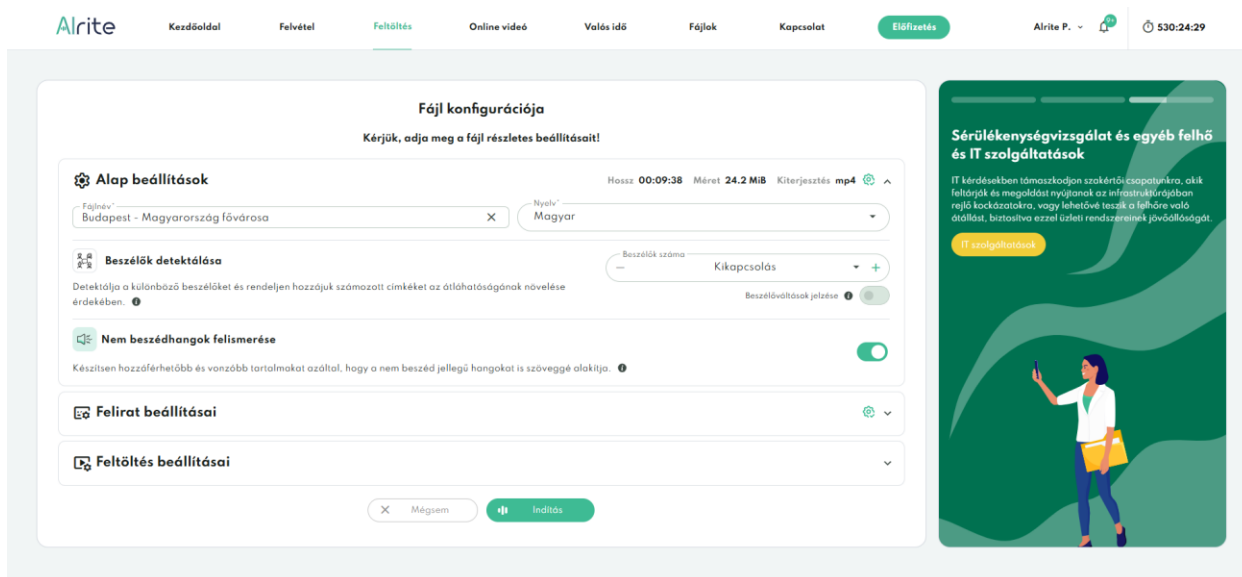 Alrite
Kezdőoldal
Felvétel
Feltöltés
Online videó
Valós idő
Fájlok
Kapcsolat
Előfizetés
Alrite P.
9+
530:24:29
Fájl konfigurációja
Kérjük, adja meg a fájl részletes beállításait!
Alap beállítások
Hossz 00:09:38 Méret 24.2 MiB Kiterjesztés mp4
Fájlnév*
Budapest - Magyarország fővárosa
Nyelv*
Magyar
Beszélők detektálása
Beszélők száma
Kikapcsolás
Detektálja a különböző beszélőket és rendeljen hozzájuk számozott címkéket az átláthatóságának növelése
érdekében.
Beszélőváltások jelzése
Nem beszédhangok felismerése
Készítsen hozzáférhetőbb és vonzóbb tartalmakat azáltal, hogy a nem beszéd jellegű hangokat is szöveggé alakítja.
Felirat beállításai
Feltöltés beállításai
Mégsem
Indítás
Sérülékenységvizsgálat és egyéb felhő
és IT szolgáltatások
IT kérdésekben támaszkodjon szakértői csapatunkra, akik
feltárják és megoldást nyújtanak az infrastruktúrájában
rejlő kockázatokra, vagy lehetővé teszik a felhőre való
átállást, biztosítva ezzel üzleti rendszereinek jövőállóságát.
IT szolgáltatások